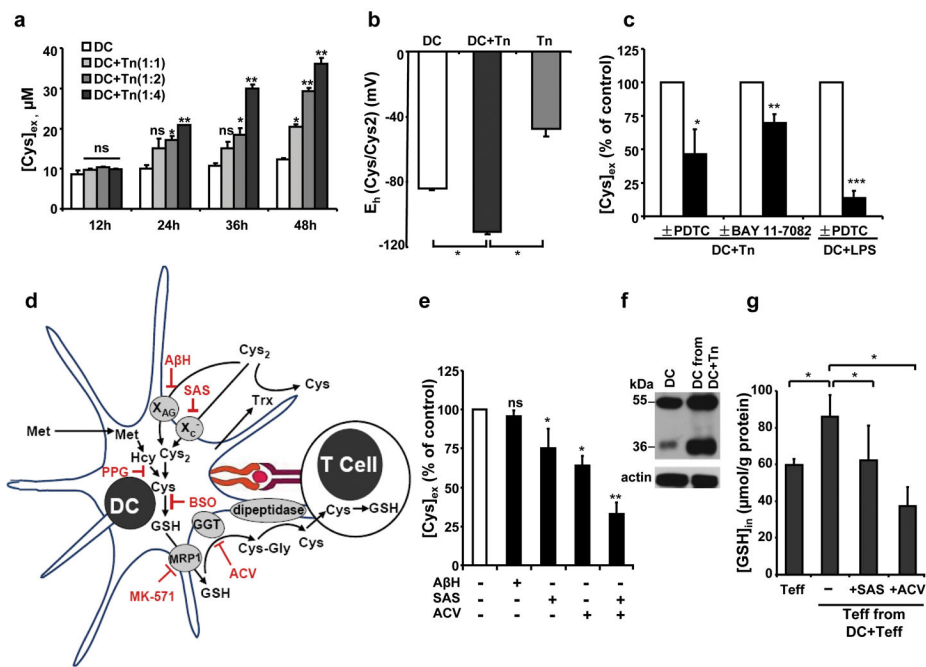 a
[Cys]ex, μM
40
30
20
10
0
DC
DC+Tn(1:1)
DC+Tn(1:2)
DC+Tn(1:4)
ns
ns
*
**
ns
*
**
*
**
**
12h
24h
36h
48h
b
DC
DC+Tn
Tn
Eh (Cys/Cys2) (mV)
0
-40
-80
-120
*
*
c
[Cys]ex (% of control)
125
100
75
50
25
0
*
**
***
±PDTC
±BAY 11-7082
±PDTC
DC+Tn
DC+LPS
d
AβH
Cys2
SAS
Cys
Trx
XAG
Xc-
Met
Met
Hcy
Cys2
PPG
Cys
DC
BSO
GSH
GGT
dipeptidase
T Cell
Cys
GSH
MRP1
Cys-Gly
Cys
MK-571
GSH
ACV
e
[Cys]ex (% of control)
125
100
75
50
25
0
ns
*
*
**
AβH - + - - -
SAS - - + - +
ACV - - - + +
f
DC
DC from
DC+Tn
kDa
55
36
actin
g
[GSH]in (μmol/g protein)
100
80
60
40
20
0
*
*
*
Teff
-
+SAS
+ACV
Teff from
DC+Teff